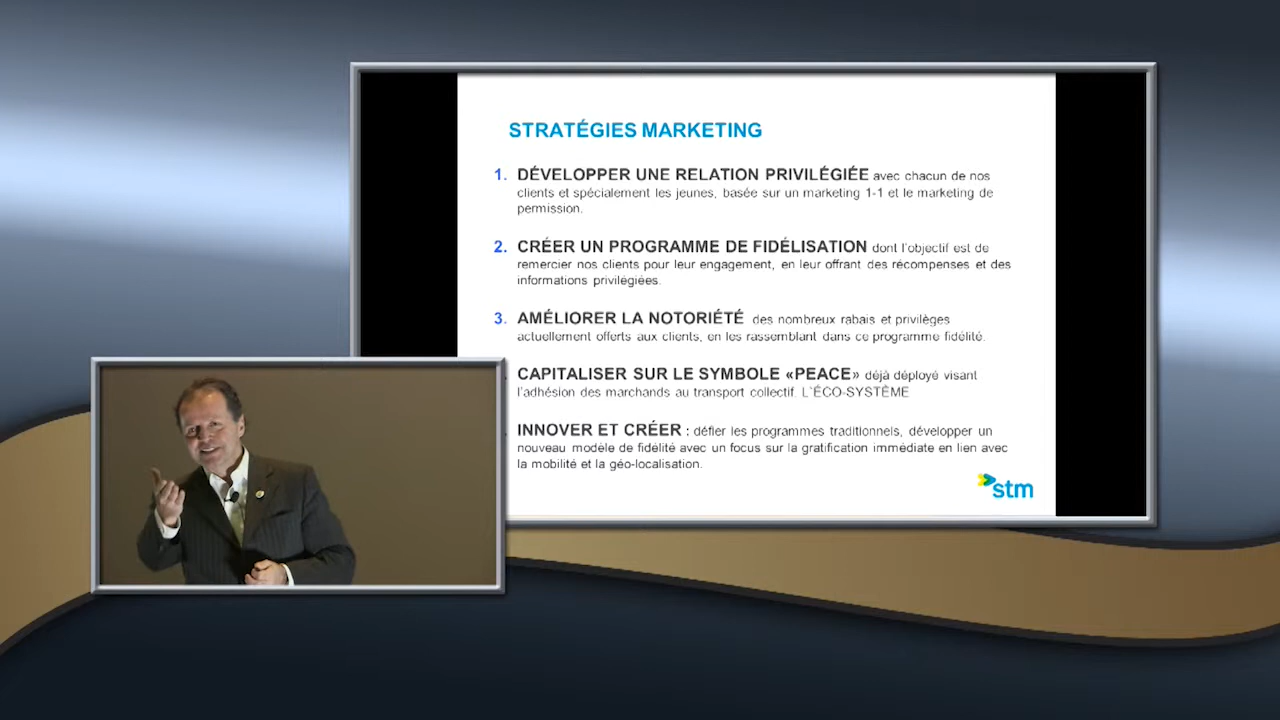 STRATÉGIES MARKETING
1. DÉVELOPPER UNE RELATION PRIVILÉGIÉE avec chacun de nos
clients et spécialement les jeunes, basée sur un marketing 1-1 et le marketing de
permission.
2. CRÉER UN PROGRAMME DE FIDÉLISATION dont l'objectif est de
remercier nos clients pour leur engagement, en leur offrant des récompenses et des
informations privilégiées.
3. AMÉLIORER LA NOTORIÉTÉ des nombreux rabais et privilèges
actuellement offerts aux clients, en les rassemblant dans ce programme fidélité.
CAPITALISER SUR LE SYMBOLE «PEACE» déjà déployé visant
l'adhésion des marchands au transport collectif. L`ÉCO-SYSTÊME
INNOVER ET CRÉER : défier les programmes traditionnels, développer un
nouveau modèle de fidélité avec un focus sur la gratification immédiate en lien avec
la mobilité et la géo-localisation.
stm